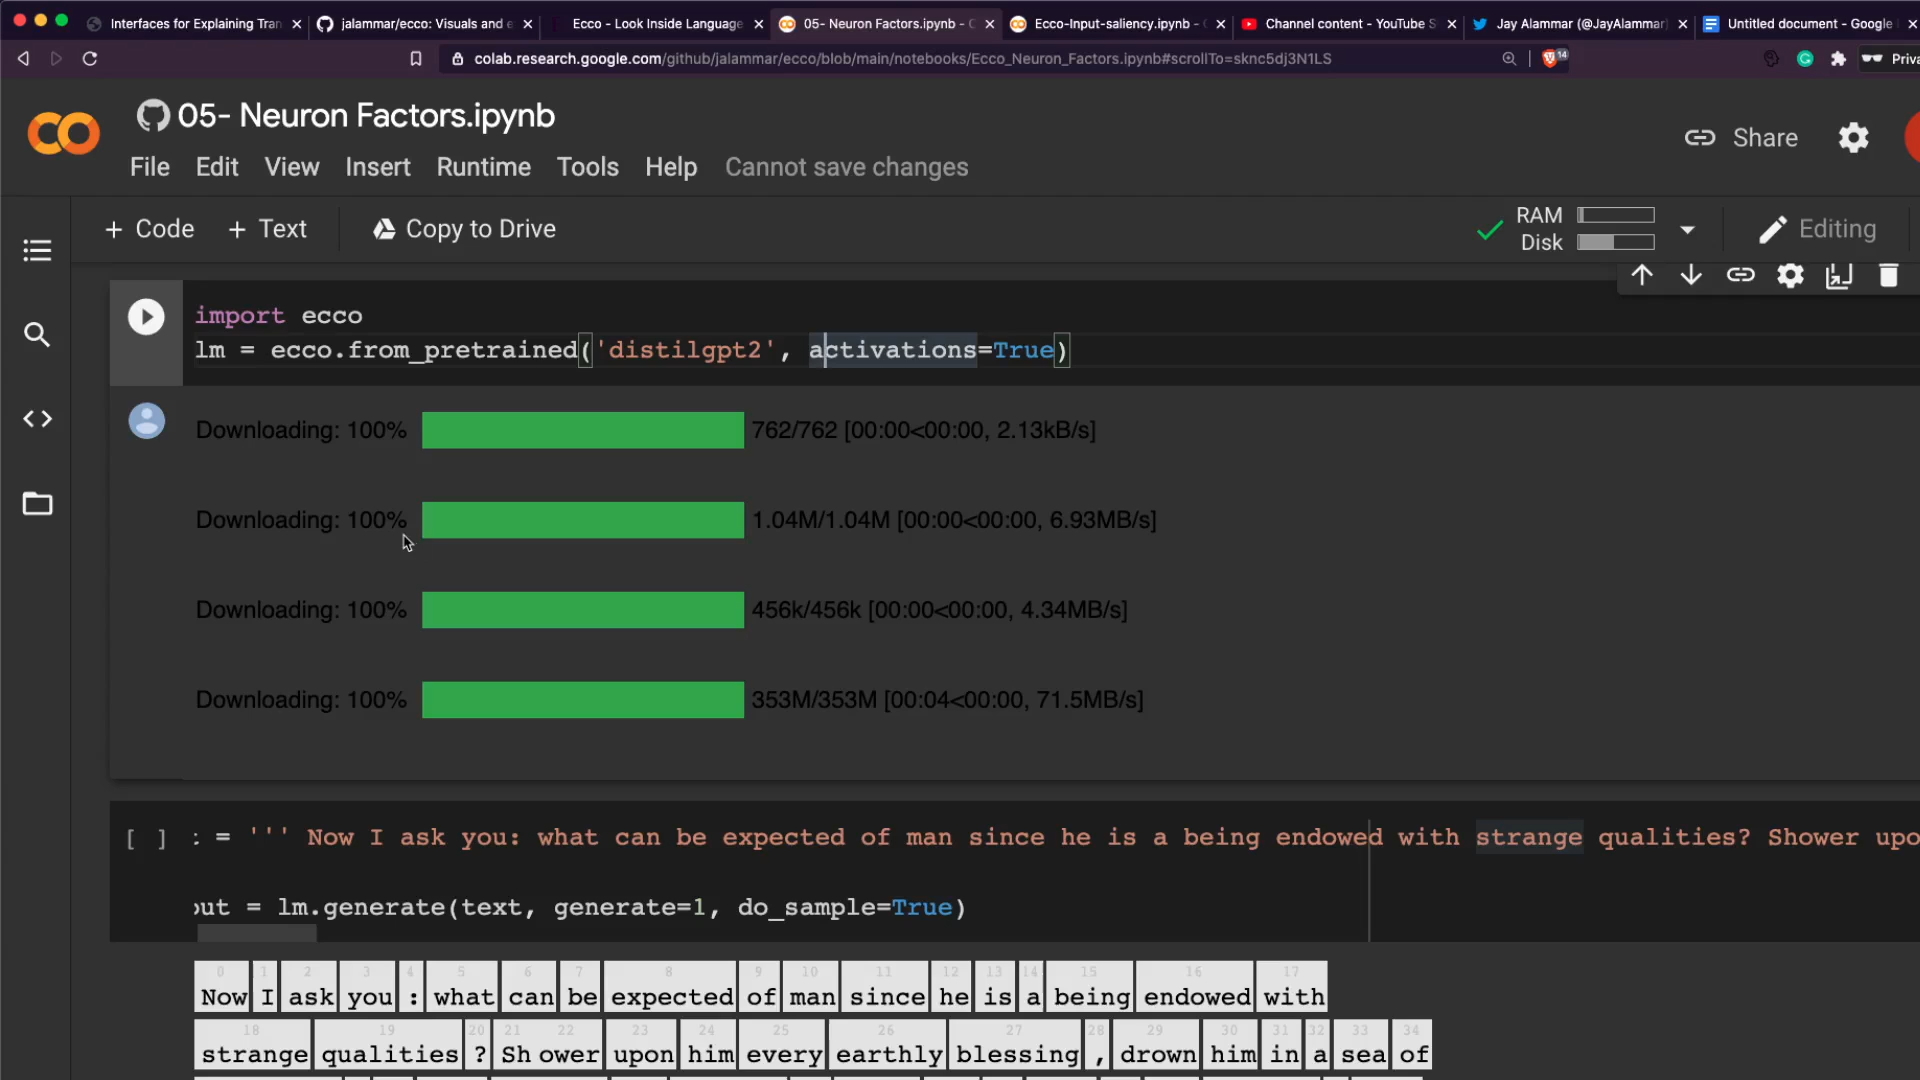 Interfaces for Explaining Tran
jalammar/ecco: Visuals and e
Ecco - Look Inside Language
05- Neuron Factors.ipynb - C
Ecco-Input-saliency.ipynb - C
Channel content - YouTube S
Jay Alammar (@JayAlammar)
Untitled document - Google
colab.research.google.com/github/jalammar/ecco/blob/main/notebooks/Ecco_Neuron_Factors.ipynb#scrollTo=sknc5dj3N1LS
14
Priva
05- Neuron Factors.ipynb
Share
File Edit View Insert Runtime Tools Help Cannot save changes
+ Code + Text Copy to Drive
RAM
Disk
Editing
import ecco
lm = ecco.from_pretrained('distilgpt2', activations=True)
Downloading: 100% 762/762 [00:00<00:00, 2.13kB/s]
Downloading: 100% 1.04M/1.04M [00:00<00:00, 6.93MB/s]
Downloading: 100% 456k/456k [00:00<00:00, 4.34MB/s]
Downloading: 100% 353M/353M [00:04<00:00, 71.5MB/s]
[ ] = ''' Now I ask you: what can be expected of man since he is a being endowed with strange qualities? Shower upo
out = lm.generate(text, generate=1, do_sample=True)
0 1 2 3 4 5 6 7 8 9 10 11 12 13 14 15 16 17
Now I ask you : what can be expected of man since he is a being endowed with
18 19 20 21 22 23 24 25 26 27 28 29 30 31 32 33 34
strange qualities ? Sh ower upon him every earthly blessing , drown him in a sea of